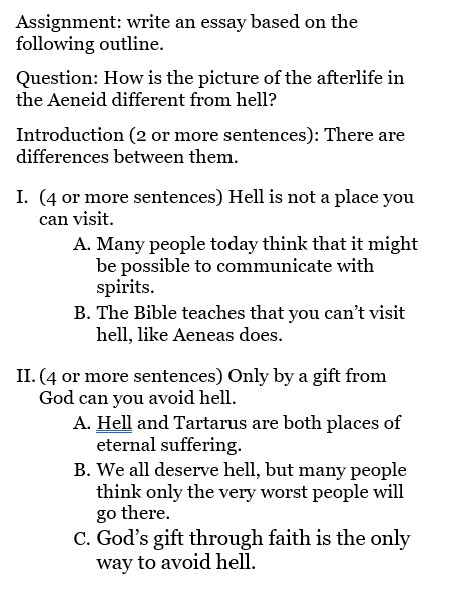 Assignment: write an essay based on the
following outline.
Question: How is the picture of the afterlife in
the Aeneid different from hell?
Introduction (2 or more sentences): There are
differences between them.
I. (4 or more sentences) Hell is not a place you
can visit.
A. Many people today think that it might
be possible to communicate with
spirits.
B. The Bible teaches that you can’t visit
hell, like Aeneas does.
II. (4 or more sentences) Only by a gift from
God can you avoid hell.
A. Hell and Tartarus are both places of
eternal suffering.
B. We all deserve hell, but many people
think only the very worst people will
go there.
C. God’s gift through faith is the only
way to avoid hell.